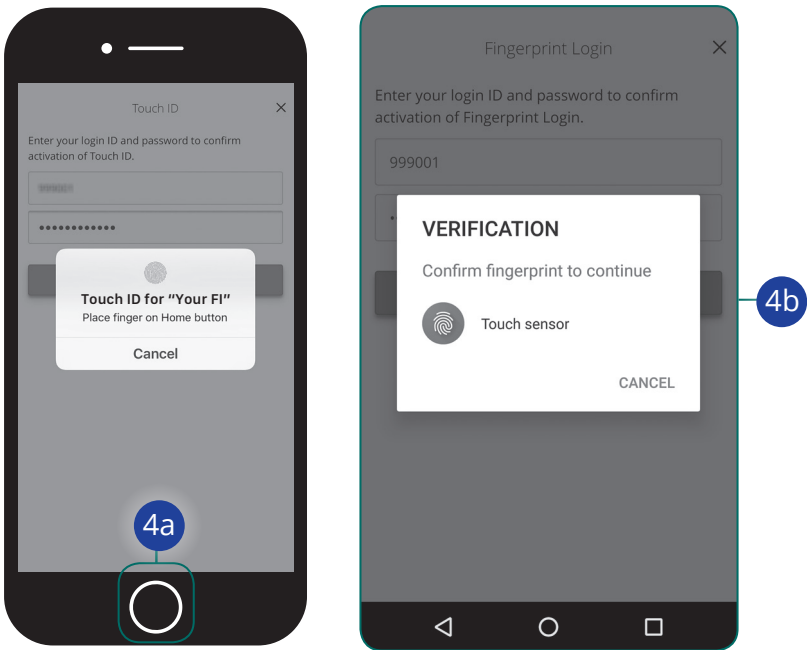 Touch ID
Enter your login ID and password to confirm
activation of Touch ID.
••••••••••••
Touch ID for “Your FI”
Place finger on Home button
Cancel
4a
Fingerprint Login
Enter your login ID and password to confirm
activation of Fingerprint Login.
999001
VERIFICATION
Confirm fingerprint to continue
Touch sensor
CANCEL
4b